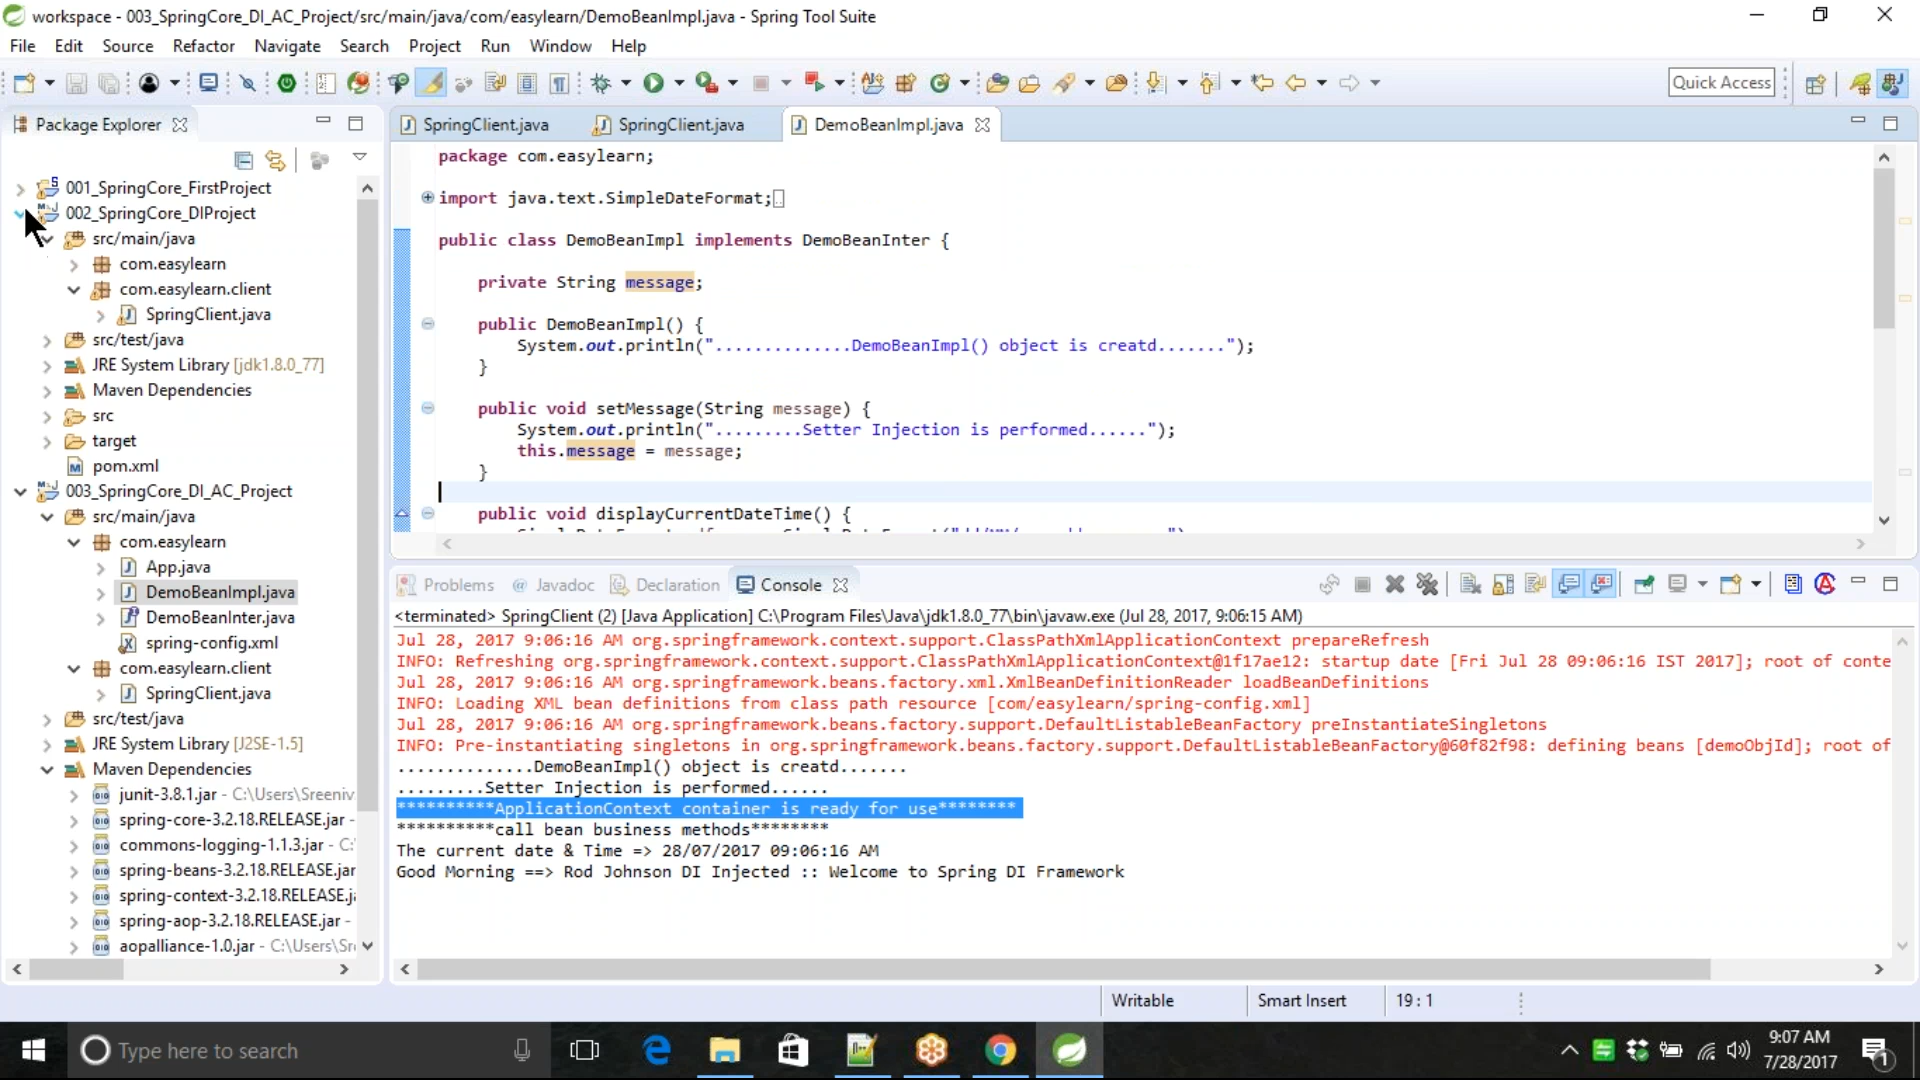 workspace - 003_SpringCore_DI_AC_Project/src/main/java/com/easylearn/DemoBeanImpl.java - Spring Tool Suite
File Edit Source Refactor Navigate Search Project Run Window Help
Quick Access
Package Explorer
001_SpringCore_FirstProject
002_SpringCore_DIProject
src/main/java
com.easylearn
com.easylearn.client
SpringClient.java
src/test/java
JRE System Library [jdk1.8.0_77]
Maven Dependencies
src
target
pom.xml
003_SpringCore_DI_AC_Project
src/main/java
com.easylearn
App.java
DemoBeanImpl.java
DemoBeanInter.java
spring-config.xml
com.easylearn.client
SpringClient.java
src/test/java
JRE System Library [J2SE-1.5]
Maven Dependencies
junit-3.8.1.jar - C:\Users\Sreeniv
spring-core-3.2.18.RELEASE.jar -
commons-logging-1.1.3.jar - C:
spring-beans-3.2.18.RELEASE.jar
spring-context-3.2.18.RELEASE.j
spring-aop-3.2.18.RELEASE.jar -
aopalliance-1.0.jar - C:\Users\Sr
SpringClient.java SpringClient.java DemoBeanImpl.java
package com.easylearn;
import java.text.SimpleDateFormat;
public class DemoBeanImpl implements DemoBeanInter {
private String message;
public DemoBeanImpl() {
System.out.println("..............DemoBeanImpl() object is creatd.......");
}
public void setMessage(String message) {
System.out.println(".........Setter Injection is performed......");
this.message = message;
}
public void displayCurrentDateTime() {
Problems @ Javadoc Declaration Console
<terminated> SpringClient (2) [Java Application] C:\Program Files\Java\jdk1.8.0_77\bin\javaw.exe (Jul 28, 2017, 9:06:15 AM)
Jul 28, 2017 9:06:16 AM org.springframework.context.support.ClassPathXmlApplicationContext prepareRefresh
INFO: Refreshing org.springframework.context.support.ClassPathXmlApplicationContext@1f17ae12: startup date [Fri Jul 28 09:06:16 IST 2017]; root of conte
Jul 28, 2017 9:06:16 AM org.springframework.beans.factory.xml.XmlBeanDefinitionReader loadBeanDefinitions
INFO: Loading XML bean definitions from class path resource [com/easylearn/spring-config.xml]
Jul 28, 2017 9:06:16 AM org.springframework.beans.factory.support.DefaultListableBeanFactory preInstantiateSingletons
INFO: Pre-instantiating singletons in org.springframework.beans.factory.support.DefaultListableBeanFactory@60f82f98: defining beans [demoObjId]; root of
..............DemoBeanImpl() object is creatd.......
.........Setter Injection is performed......
**********ApplicationContext container is ready for use********
**********call bean business methods********
The current date & Time => 28/07/2017 09:06:16 AM
Good Morning ==> Rod Johnson DI Injected :: Welcome to Spring DI Framework
Writable Smart Insert 19 : 1
Type here to search
9:07 AM
7/28/2017
1